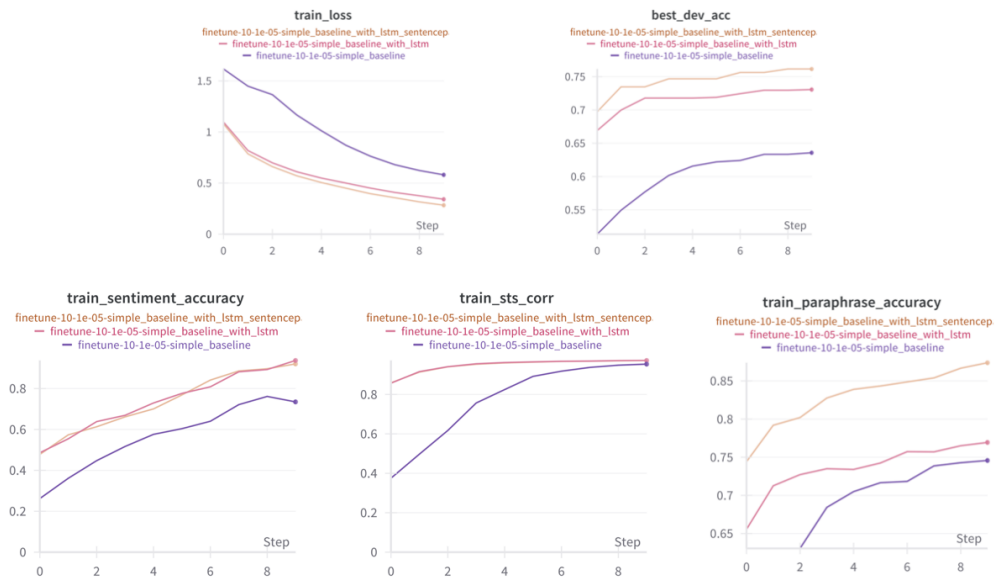 train_loss
finetune-10-1e-05-simple_baseline_with_lstm_sentencep
finetune-10-1e-05-simple_baseline_with_lstm
finetune-10-1e-05-simple_baseline
1.5
1
0.5
0
Step
0 2 4 6 8
best_dev_acc
finetune-10-1e-05-simple_baseline_with_lstm_sentencep
finetune-10-1e-05-simple_baseline_with_lstm
finetune-10-1e-05-simple_baseline
0.75
0.7
0.65
0.6
0.55
Step
0 2 4 6 8
train_sentiment_accuracy
finetune-10-1e-05-simple_baseline_with_lstm_sentencep
finetune-10-1e-05-simple_baseline_with_lstm
finetune-10-1e-05-simple_baseline
0.8
0.6
0.4
0.2
0
Step
0 2 4 6 8
train_sts_corr
finetune-10-1e-05-simple_baseline_with_lstm_sentencep
finetune-10-1e-05-simple_baseline_with_lstm
finetune-10-1e-05-simple_baseline
0.8
0.6
0.4
0.2
0
Step
0 2 4 6 8
train_paraphrase_accuracy
finetune-10-1e-05-simple_baseline_with_lstm_sentencep
finetune-10-1e-05-simple_baseline_with_lstm
finetune-10-1e-05-simple_baseline
0.85
0.8
0.75
0.7
0.65
Step
0 2 4 6 8